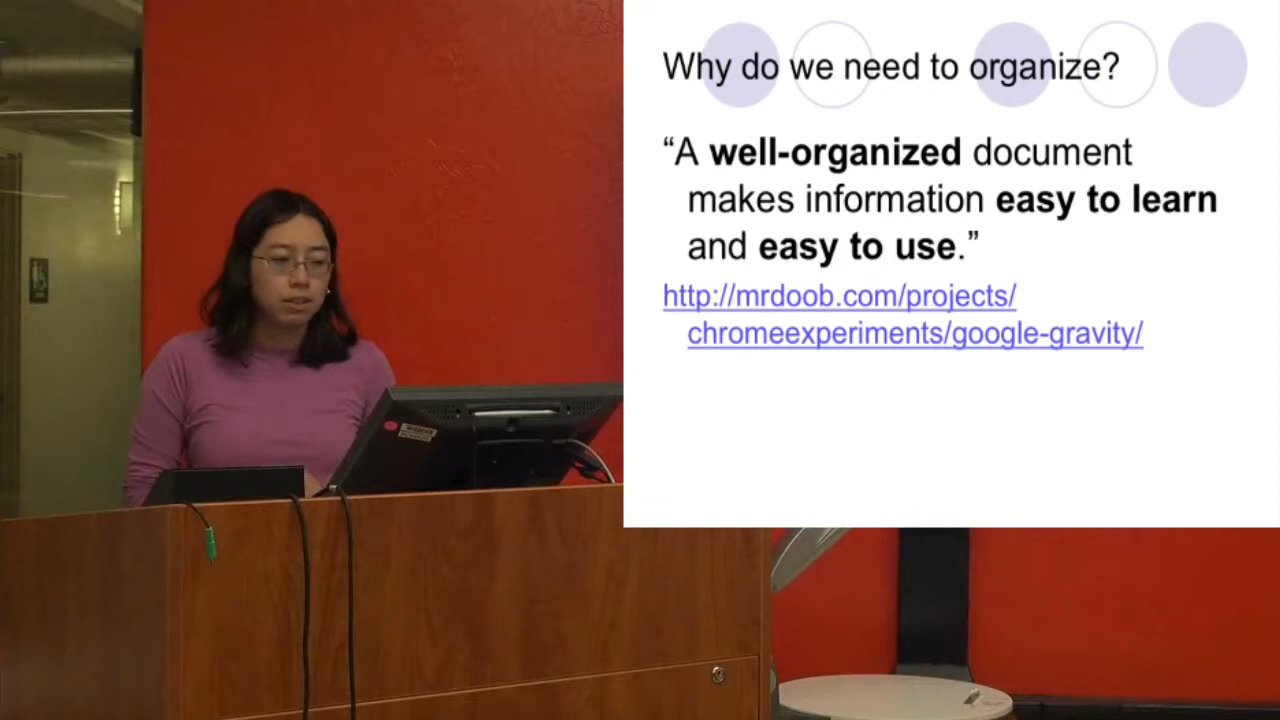 Why do we need to organize?
“A well-organized document
makes information easy to learn
and easy to use.”
http://mrdoob.com/projects/
chromeexperiments/google-gravity/